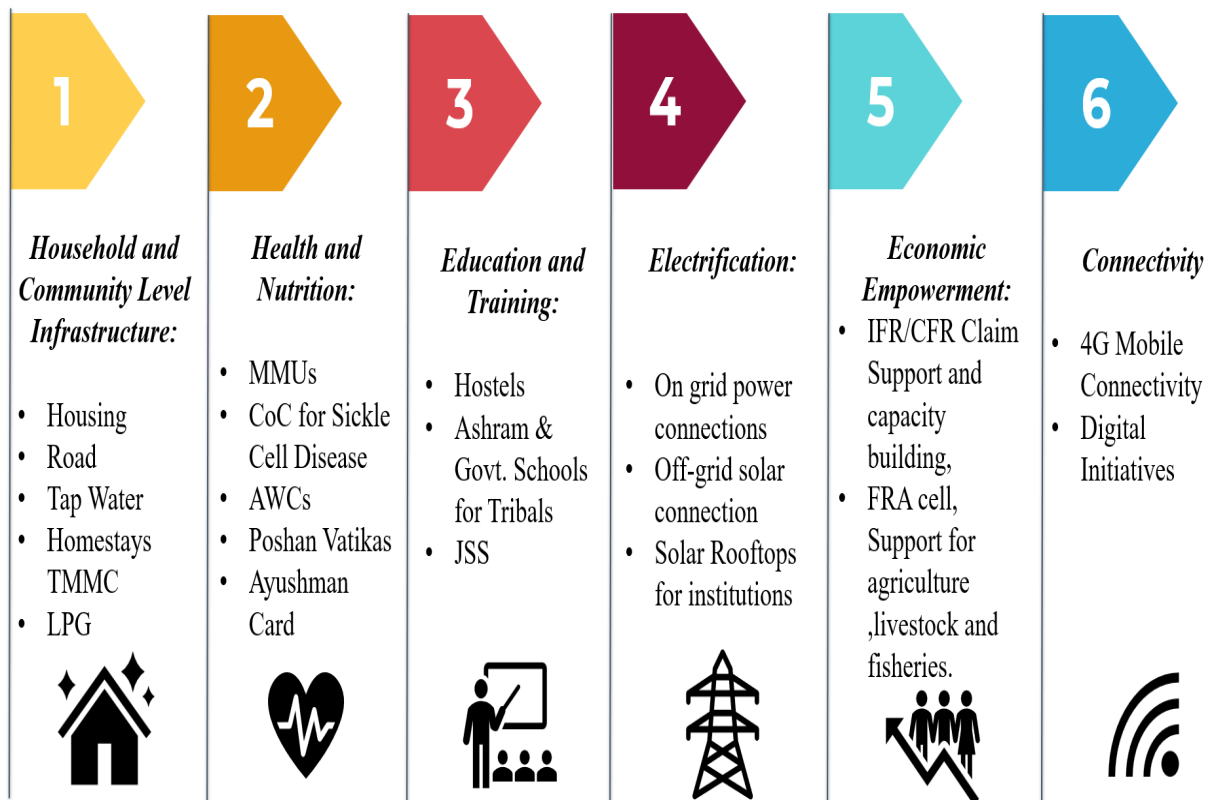 1
Household and
Community Level
Infrastructure:
• Housing
• Road
• Tap Water
• Homestays
TMMC
• LPG
2
Health and
Nutrition:
• MMUs
• CoC for Sickle
Cell Disease
• AWCs
• Poshan Vatikas
• Ayushman
Card
3
Education and
Training:
• Hostels
• Ashram &
Govt. Schools
for Tribals
• JSS
4
Electrification:
• On grid power
connections
• Off-grid solar
connection
• Solar Rooftops
for institutions
5
Economic
Empowerment:
• IFR/CFR Claim
Support and
capacity
building,
• FRA cell,
Support for
agriculture
,livestock and
fisheries.
6
Connectivity
• 4G Mobile
Connectivity
• Digital
Initiatives